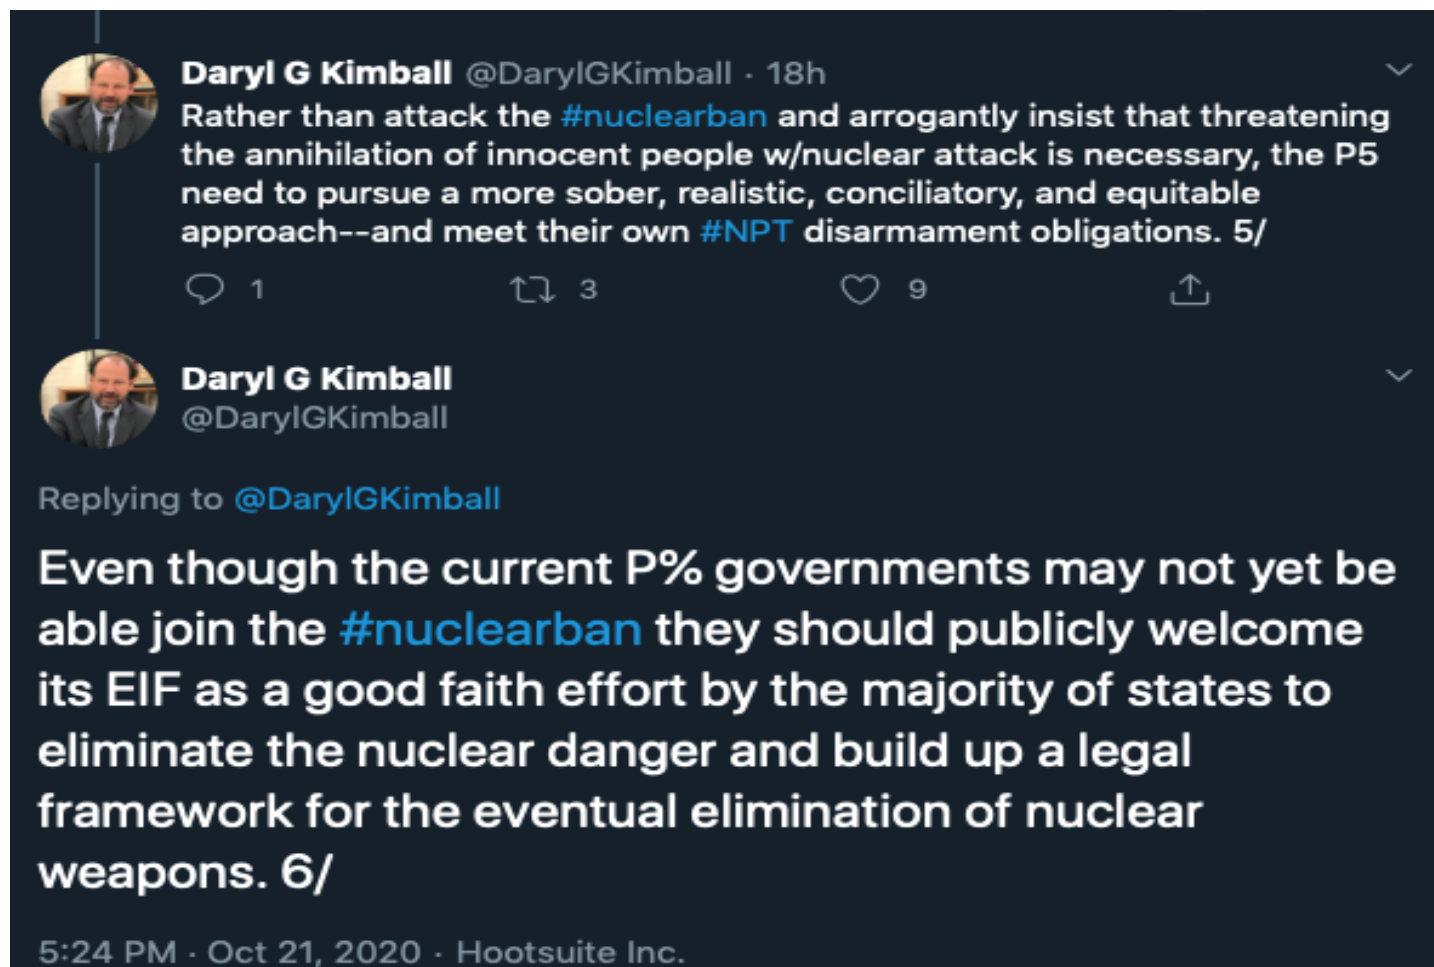 Daryl G Kimball @DarylGKimball · 18h
Rather than attack the #nuclearban and arrogantly insist that threatening
the annihilation of innocent people w/nuclear attack is necessary, the P5
need to pursue a more sober, realistic, conciliatory, and equitable
approach--and meet their own #NPT disarmament obligations. 5/
1 3 9
Daryl G Kimball
@DarylGKimball
Replying to @DarylGKimball
Even though the current P% governments may not yet be
able join the #nuclearban they should publicly welcome
its EIF as a good faith effort by the majority of states to
eliminate the nuclear danger and build up a legal
framework for the eventual elimination of nuclear
weapons. 6/
5:24 PM · Oct 21, 2020 · Hootsuite Inc.